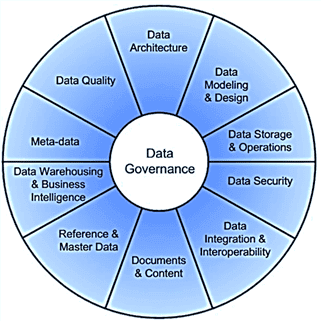 Data
Architecture
Data
Modeling
& Design
Data Storage
& Operations
Data Security
Data
Integration &
Interoperability
Documents
& Content
Reference &
Master Data
Data Warehousing
& Business
Intelligence
Meta-data
Data Quality
Data
Governance